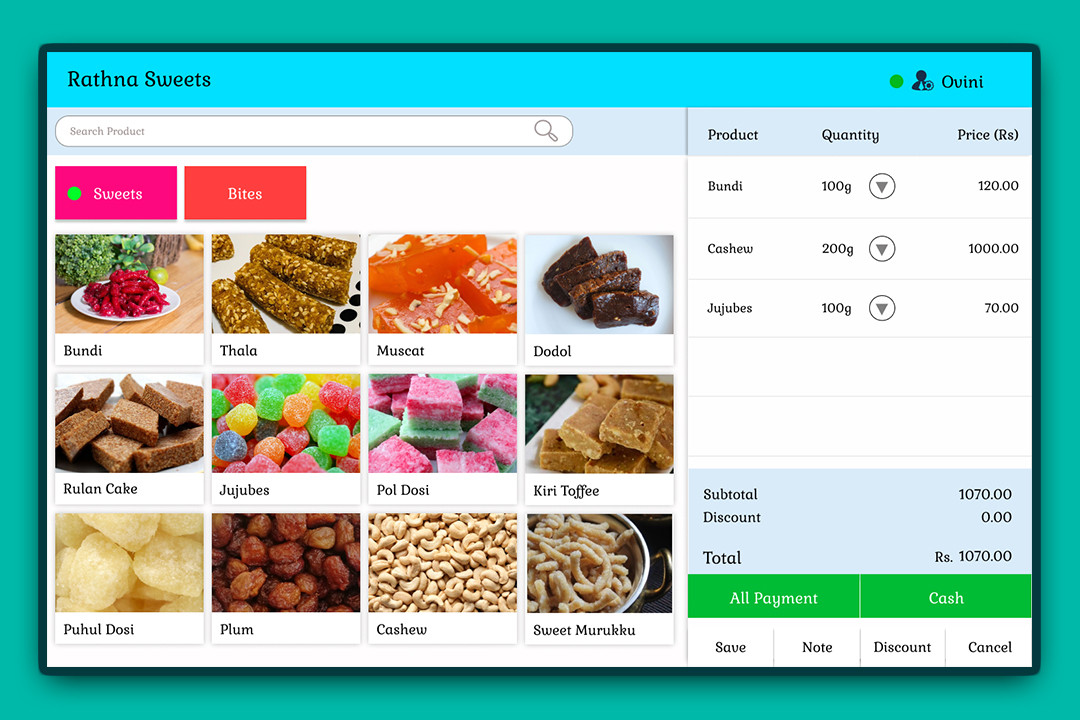 Rathna Sweets
Ovini
Search Product
Sweets
Bites
Bundi
Thala
Muscat
Dodol
Rulan Cake
Jujubes
Pol Dosi
Kiri Toffee
Puhul Dosi
Plum
Cashew
Sweet Murukku
Product Quantity Price (Rs)
Bundi 100g 120.00
Cashew 200g 1000.00
Jujubes 100g 70.00
Subtotal 1070.00
Discount 0.00
Total Rs. 1070.00
All Payment Cash
Save Note Discount Cancel